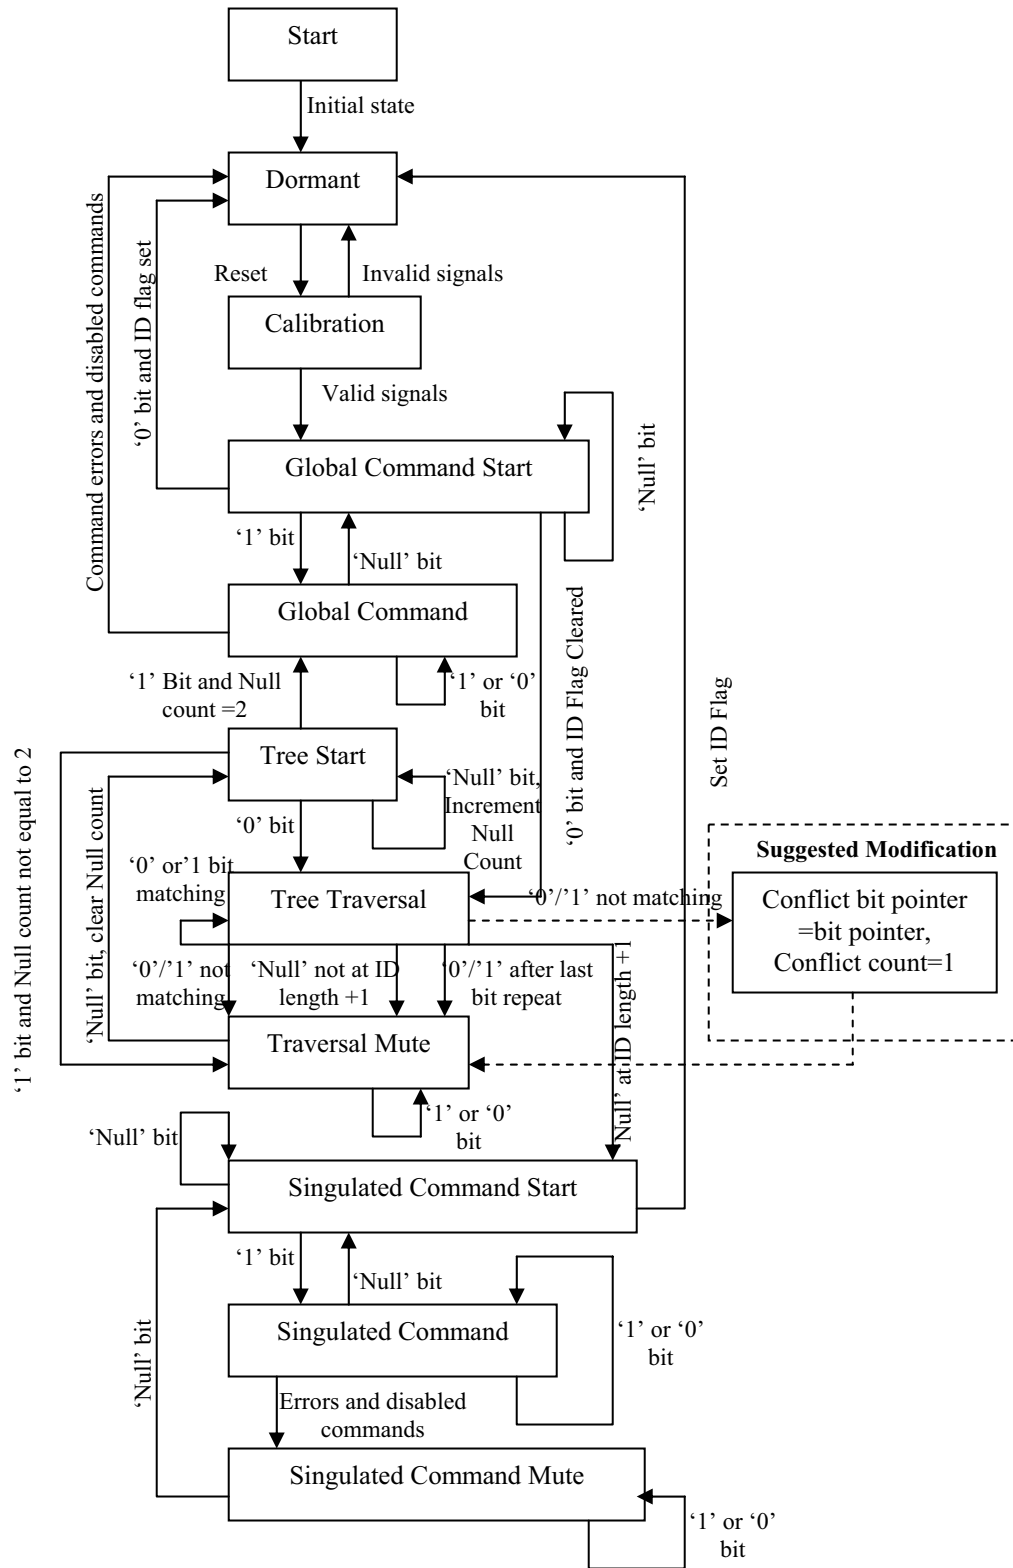 Start
Initial state
Dormant
Command errors and disabled commands
‘0’ bit and ID flag set
Reset
Invalid signals
Calibration
Valid signals
Global Command Start
‘Null’ bit
‘1’ bit
‘Null’ bit
Global Command
‘0’ bit and ID Flag Cleared
‘1’ Bit and Null
count =2
‘1’ or ‘0’
bit
Set ID Flag
Tree Start
‘1’ bit and Null count not equal to 2
‘Null’ bit, clear Null count
‘Null’ bit,
Increment
Null
Count
‘0’ bit
‘0’ or’1 bit
matching
Tree Traversal
‘0’/’1’ not matching
Suggested Modification
Conflict bit pointer
=bit pointer,
Conflict count=1
‘0’/’1’ not
matching
‘Null’ not at ID
length +1
‘0’/’1’ after last
bit repeat
Null’ at ID length +1
Traversal Mute
‘1’ or ‘0’
bit
‘Null’ bit
Singulated Command Start
‘1’ bit
‘Null’ bit
Singulated Command
‘1’ or ‘0’
bit
‘Null’ bit
Errors and disabled
commands
Singulated Command Mute
‘1’ or ‘0’
bit